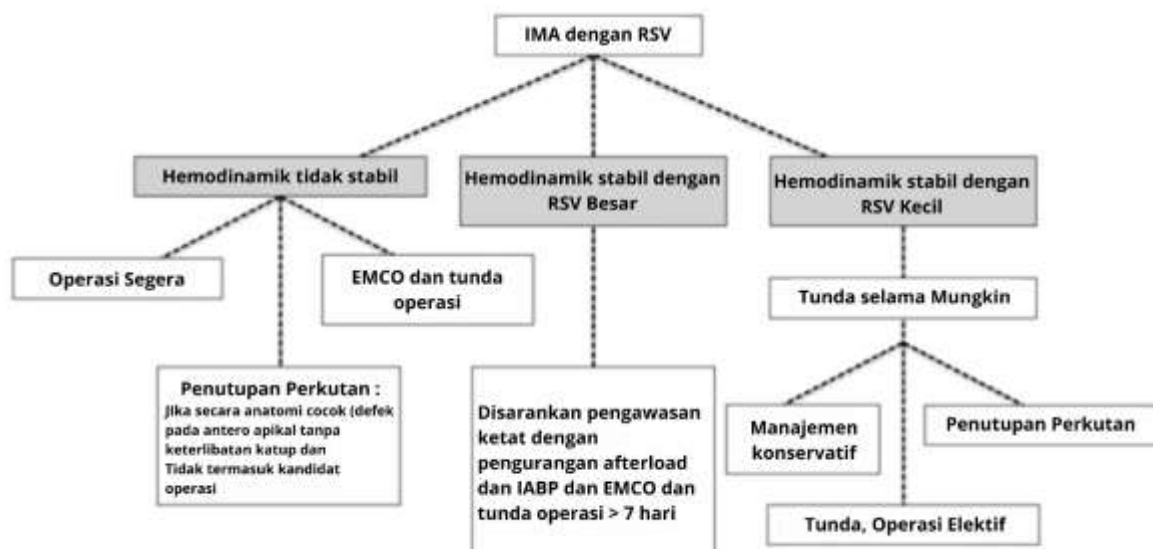 IMA dengan RSV
Hemodinamik tidak stabil
Hemodinamik stabil dengan
RSV Besar
Hemodinamik stabil dengan
RSV Kecil
Operasi Segera
EMCO dan tunda
operasi
Tunda selama Mungkin
Penutupan Perkutan :
Jika secara anatomi cocok (defek
pada antero apikal tanpa
keterlibatan katup dan
Tidak termasuk kandidat
operasi
Disarankan pengawasan
ketat dengan
pengurangan afterload
dan IABP dan EMCO dan
tunda operasi > 7 hari
Manajemen
konservatif
Penutupan Perkutan
Tunda, Operasi Elektif